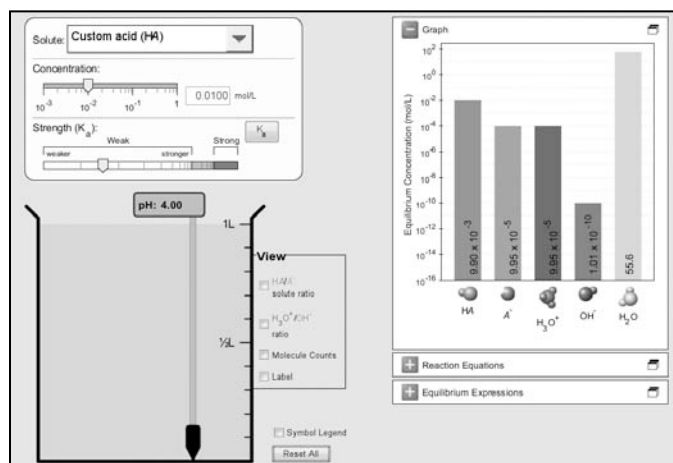 Solute: Custom acid (HA)
Concentration:
0.0100 mol/L
10⁻³ 10⁻² 10⁻¹ 1
Strength (Kₐ): Kₐ
Weak Strong
weaker stronger
pH: 4.00
1L
½L
View
HA/A⁻
solute ratio
H₃O⁺/OH⁻
ratio
Molecule Counts
Label
Symbol Legend
Reset All
Graph
Equilibrium Concentration (mol/L)
10²
10⁰
10⁻²
10⁻⁴
10⁻⁶
10⁻⁸
10⁻¹⁰
10⁻¹²
10⁻¹⁴
10⁻¹⁶
9.90 x 10⁻³
9.95 x 10⁻⁵
9.95 x 10⁻⁵
1.01 x 10⁻¹⁰
55.6
HA A⁻ H₃O⁺ OH⁻ H₂O
Reaction Equations
Equilibrium Expressions